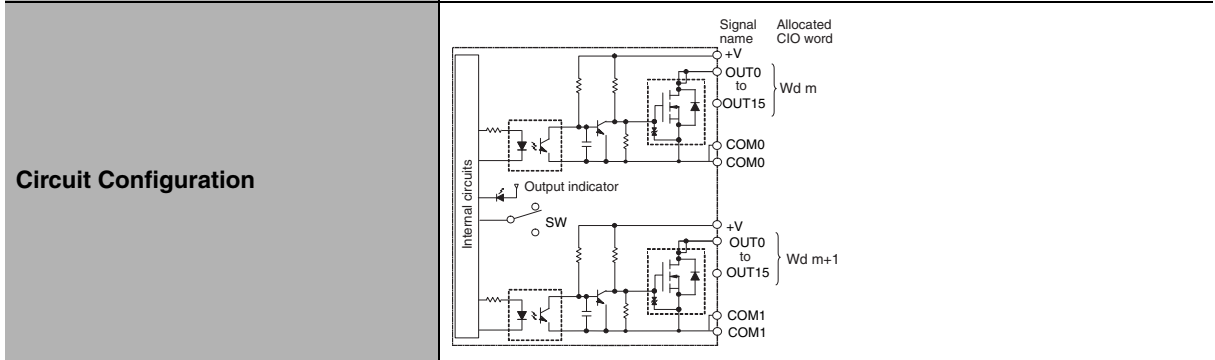 Circuit Configuration
Signal name
Allocated CIO word
+V
OUT0
to
OUT15
Wd m
COM0
COM0
Internal circuits
Output indicator
SW
+V
OUT0
to
OUT15
Wd m+1
COM1
COM1